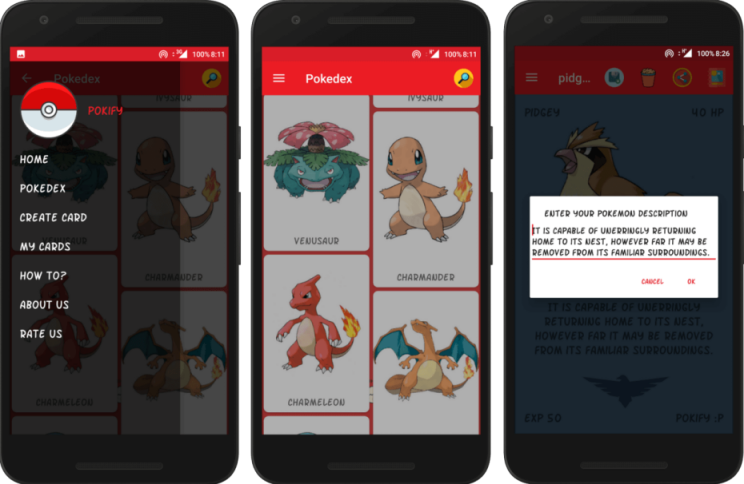 3G 100% 8:11
Pokedex
IVYSAUR
POKIFY
HOME
POKEDEX
CREATE CARD
MY CARDS
CHARMANDER
HOW TO?
ABOUT US
RATE US
100% 8:11
Pokedex
IVYSAUR
VENUSAUR
CHARMANDER
CHARMELEON
100% 8:26
pidg...
PIDGEY
40 HP
ENTER YOUR POKEMON DESCRIPTION
IT IS CAPABLE OF UNERRINGLY RETURNING
HOME TO ITS NEST, HOWEVER FAR IT MAY BE
REMOVED FROM ITS FAMILIAR SURROUNDINGS.
CANCEL OK
IT IS CAPABLE OF UNERRINGLY
RETURNING HOME TO ITS NEST,
HOWEVER FAR IT MAY BE REMOVED
FROM ITS FAMILIAR SURROUNDINGS.
EXP 50
POKIFY :P